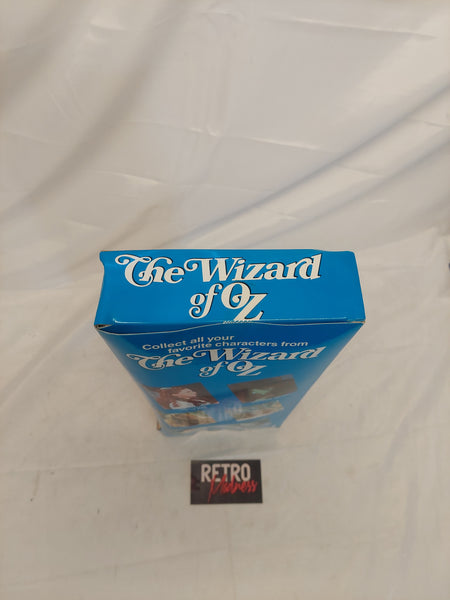 The Wizard
of Oz
Collect all your
favorite characters from
The Wizard
of Oz
RETRO
Madness